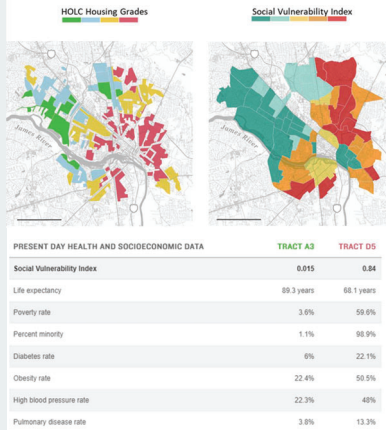 HOLC Housing Grades
Social Vulnerability Index
James River
James River
PRESENT DAY HEALTH AND SOCIOECONOMIC DATA TRACT A3 TRACT D5
Social Vulnerability Index 0.015 0.84
Life expectancy 89.3 years 68.1 years
Poverty rate 3.6% 59.6%
Percent minority 1.1% 98.9%
Diabetes rate 6% 22.1%
Obesity rate 22.4% 50.5%
High blood pressure rate 22.3% 48%
Pulmonary disease rate 3.8% 13.3%